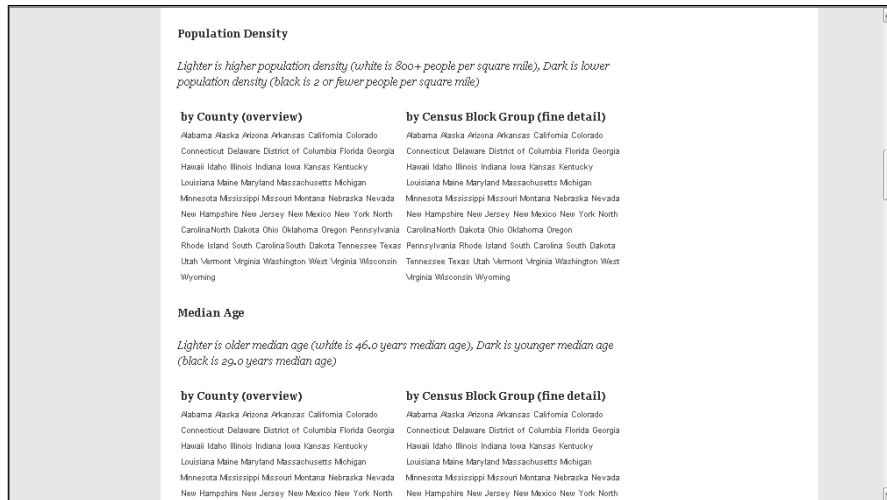 Population Density
Lighter is higher population density (white is 800+ people per square mile), Dark is lower
population density (black is 2 or fewer people per square mile)
by County (overview)
Alabama Alaska Arizona Arkansas California Colorado
Connecticut Delaware District of Columbia Florida Georgia
Hawaii Idaho Illinois Indiana Iowa Kansas Kentucky
Louisiana Maine Maryland Massachusetts Michigan
Minnesota Mississippi Missouri Montana Nebraska Nevada
New Hampshire New Jersey New Mexico New York North
CarolinaNorth Dakota Ohio Oklahoma Oregon Pennsylvania
Rhode Island South CarolinaSouth Dakota Tennessee Texas
Utah Vermont Virginia Washington West Virginia Wisconsin
Wyoming
by Census Block Group (fine detail)
Alabama Alaska Arizona Arkansas California Colorado
Connecticut Delaware District of Columbia Florida Georgia
Hawaii Idaho Illinois Indiana Iowa Kansas Kentucky
Louisiana Maine Maryland Massachusetts Michigan
Minnesota Mississippi Missouri Montana Nebraska Nevada
New Hampshire New Jersey New Mexico New York North
CarolinaNorth Dakota Ohio Oklahoma Oregon
Pennsylvania Rhode Island South Carolina South Dakota
Tennessee Texas Utah Vermont Virginia Washington West
Virginia Wisconsin Wyoming
Median Age
Lighter is older median age (white is 46.0 years median age), Dark is younger median age
(black is 29.0 years median age)
by County (overview)
Alabama Alaska Arizona Arkansas California Colorado
Connecticut Delaware District of Columbia Florida Georgia
Hawaii Idaho Illinois Indiana Iowa Kansas Kentucky
Louisiana Maine Maryland Massachusetts Michigan
Minnesota Mississippi Missouri Montana Nebraska Nevada
New Hampshire New Jersey New Mexico New York North
by Census Block Group (fine detail)
Alabama Alaska Arizona Arkansas California Colorado
Connecticut Delaware District of Columbia Florida Georgia
Hawaii Idaho Illinois Indiana Iowa Kansas Kentucky
Louisiana Maine Maryland Massachusetts Michigan
Minnesota Mississippi Missouri Montana Nebraska Nevada
New Hampshire New Jersey New Mexico New York North